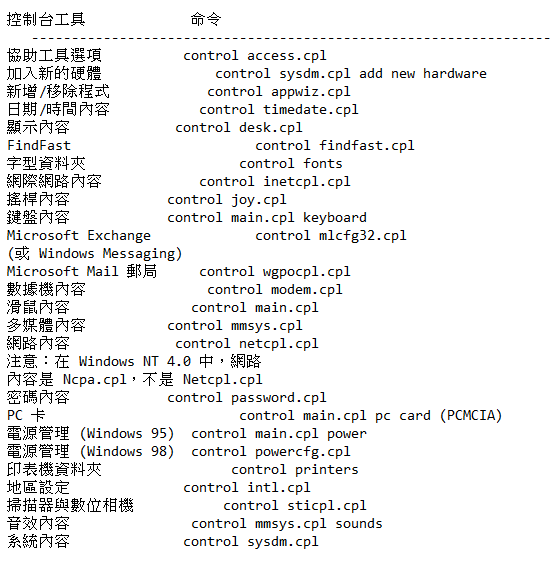 控制台工具 命令
-----------------------------------------------------------------
協助工具選項 control access.cpl
加入新的硬體 control sysdm.cpl add new hardware
新增/移除程式 control appwiz.cpl
日期/時間內容 control timedate.cpl
顯示內容 control desk.cpl
FindFast control findfast.cpl
字型資料夾 control fonts
網際網路內容 control inetcpl.cpl
搖桿內容 control joy.cpl
鍵盤內容 control main.cpl keyboard
Microsoft Exchange control mlcfg32.cpl
(或 Windows Messaging)
Microsoft Mail 郵局 control wgpocpl.cpl
數據機內容 control modem.cpl
滑鼠內容 control main.cpl
多媒體內容 control mmsys.cpl
網路內容 control netcpl.cpl
注意：在 Windows NT 4.0 中，網路
內容是 Ncpa.cpl，不是 Netcpl.cpl
密碼內容 control password.cpl
PC 卡 control main.cpl pc card (PCMCIA)
電源管理 (Windows 95) control main.cpl power
電源管理 (Windows 98) control powercfg.cpl
印表機資料夾 control printers
地區設定 control intl.cpl
掃描器與數位相機 control sticpl.cpl
音效內容 control mmsys.cpl sounds
系統內容 control sysdm.cpl